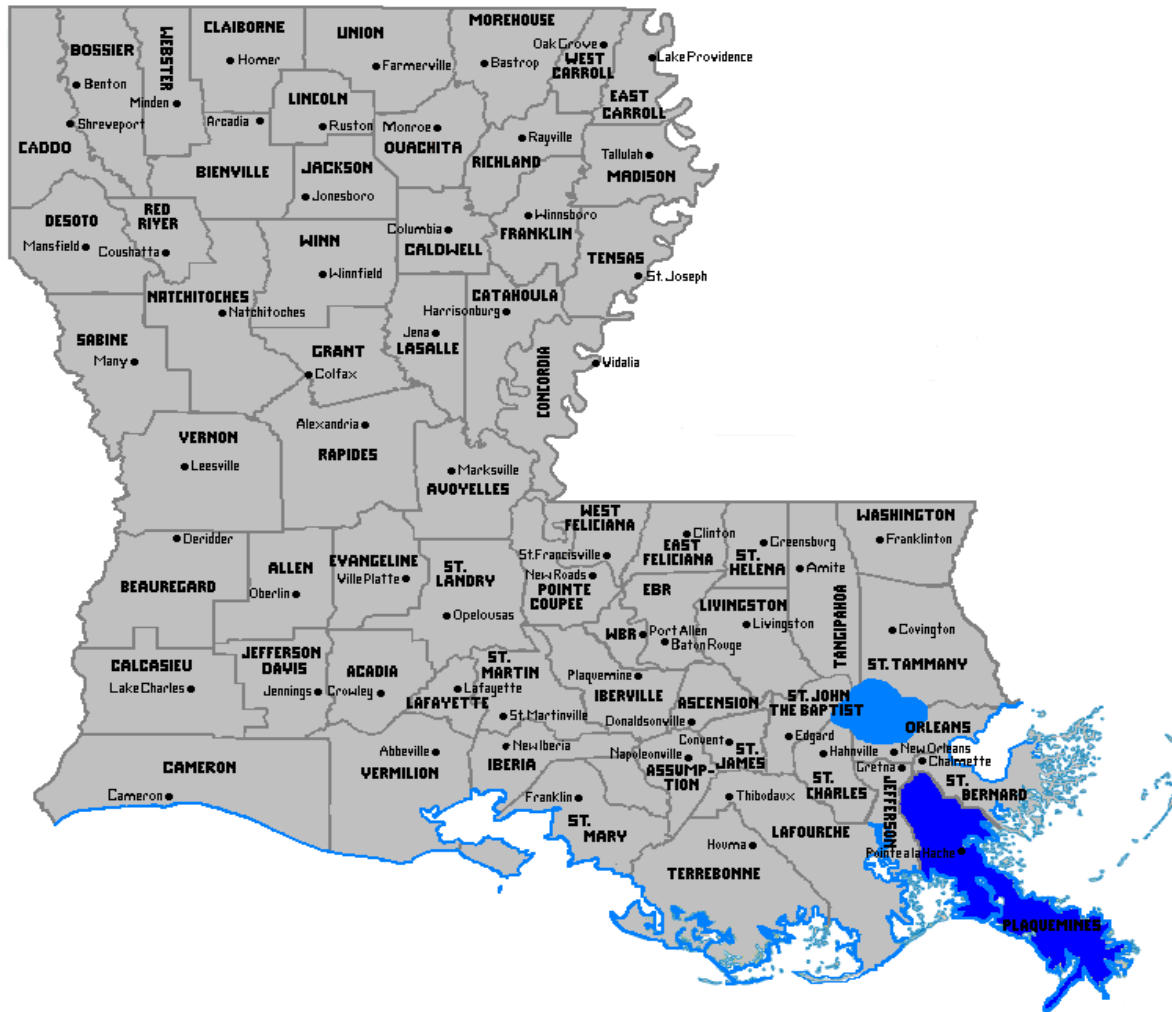 CLAIBORNE
Homer
UNION
Farmerville
MOREHOUSE
Bastrop
Oak Grove
WEST
CARROLL
Lake Providence
EAST
CARROLL
BOSSIER
Benton
WEBSTER
Minden
Shreveport
CADDO
Arcadia
LINCOLN
Ruston
Monroe
OUACHITA
Rayville
RICHLAND
Tallulah
MADISON
BIENVILLE
JACKSON
Jonesboro
DESOTO
Mansfield
RED
RIVER
Coushatta
WINN
Winnfield
Columbia
CALDWELL
Winnsboro
FRANKLIN
TENSAS
St. Joseph
NATCHITOCHES
Natchitoches
CATAHOULA
Harrisonburg
SABINE
Many
GRANT
Colfax
Jena
LASALLE
CONCORDIA
Vidalia
VERNON
Leesville
Alexandria
RAPIDES
Marksville
AVOYELLES
WEST
FELICIANA
St. Francisville
EAST
FELICIANA
Clinton
ST.
HELENA
Greensburg
TANGIPAHOA
Amite
WASHINGTON
Franklinton
Deridder
BEAUREGARD
ALLEN
Oberlin
EVANGELINE
Ville Platte
ST.
LANDRY
Opelousas
New Roads
POINTE
COUPEE
EBR
WBR
Port Allen
Baton Rouge
LIVINGSTON
Livingston
Covington
ST. TAMMANY
CALCASIEU
Lake Charles
JEFFERSON
DAVIS
Jennings
ACADIA
Crowley
LAFAYETTE
Lafayette
ST.
MARTIN
St. Martinville
Plaquemine
IBERVILLE
ASCENSION
Donaldsonville
ST. JOHN
THE BAPTIST
Edgard
ORLEANS
New Orleans
Chalmette
CAMERON
Cameron
Abbeville
VERMILION
New Iberia
IBERIA
Napoleonville
ASSUMP-
TION
Convent
ST.
JAMES
Hahnville
ST.
CHARLES
Gretna
JEFFERSON
ST.
BERNARD
Franklin
ST.
MARY
Thibodaux
LAFOURCHE
Houma
TERREBONNE
Pointe a la Hache
PLAQUEMINES